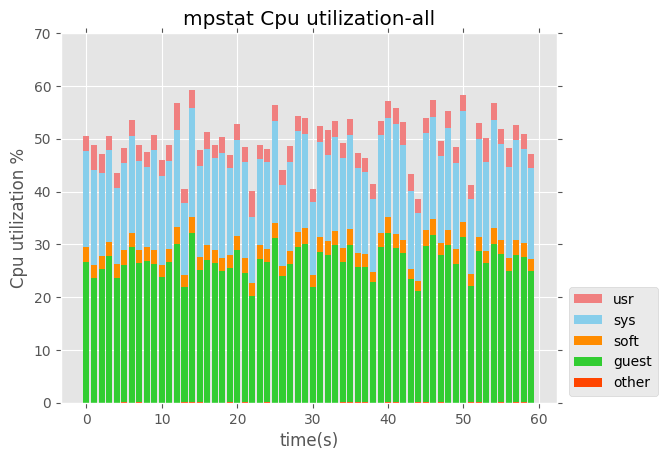 mpstat Cpu utilization-all
70
60
50
40
30
20
10
0
Cpu utilization %
0 10 20 30 40 50 60
time(s)
usr
sys
soft
guest
other